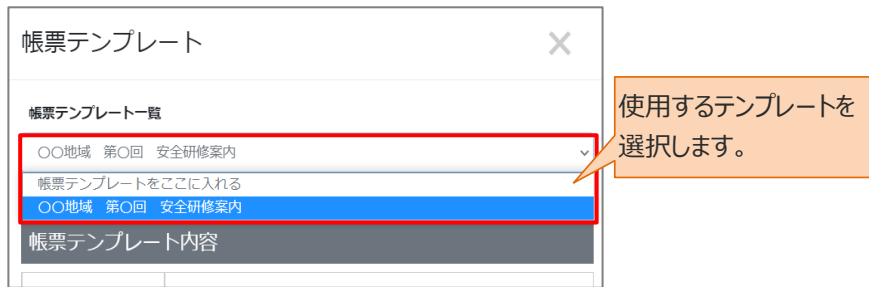 帳票テンプレート
帳票テンプレート一覧
〇〇地域　第〇回　安全研修案内
帳票テンプレートをここに入れる
〇〇地域　第〇回　安全研修案内
帳票テンプレート内容
使用するテンプレートを
選択します。